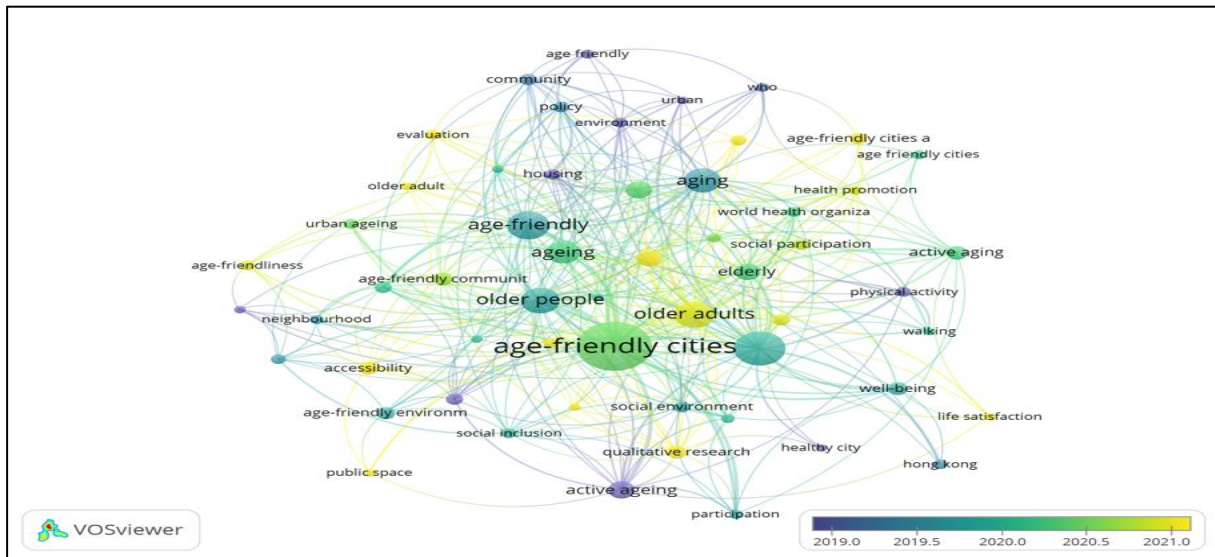 age friendly
community
who
policy
urban
environment
evaluation
age-friendly cities a
age friendly cities
housing
aging
older adult
health promotion
world health organiza
urban ageing
age-friendly
social participation
ageing
active aging
age-friendliness
elderly
age-friendly communit
physical activity
older people
older adults
neighbourhood
walking
age-friendly cities
accessibility
well-being
age-friendly environm
social environment
life satisfaction
social inclusion
healthy city
qualitative research
hong kong
public space
active ageing
participation
VOSviewer
2019.0 2019.5 2020.0 2020.5 2021.0